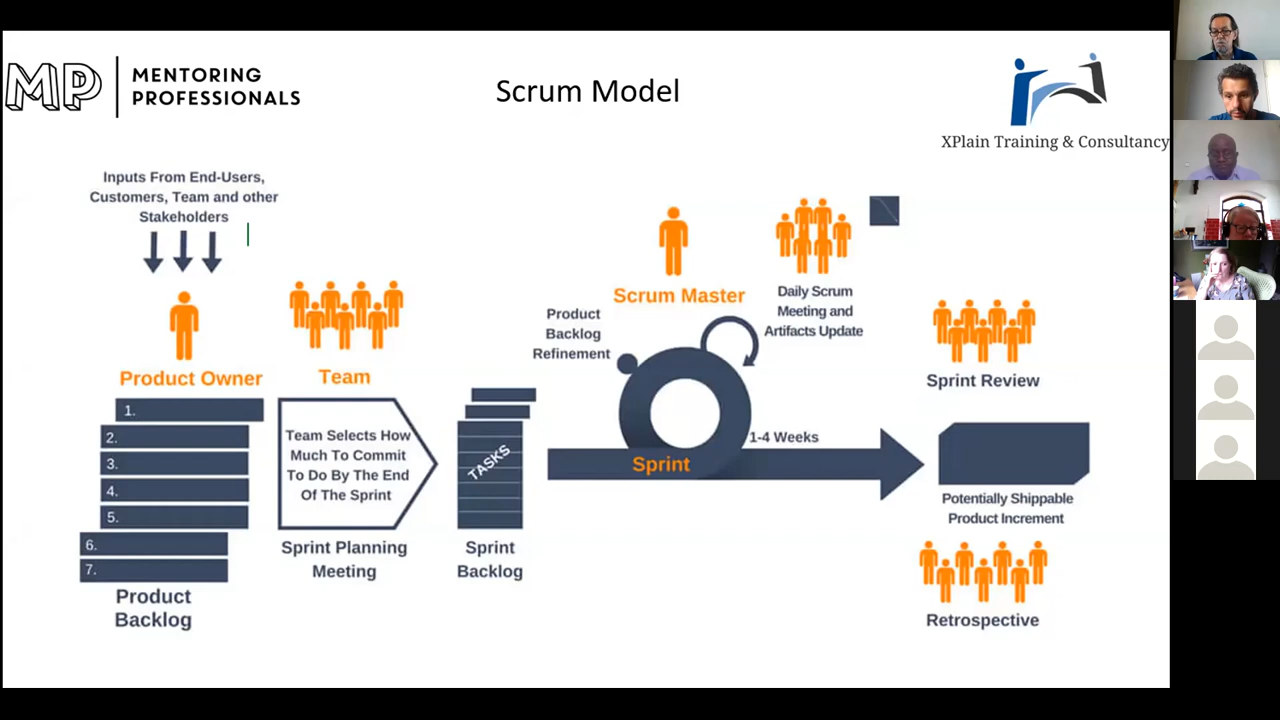 MP
MENTORING
PROFESSIONALS
Scrum Model
XPlain Training & Consultancy
Inputs From End-Users,
Customers, Team and other
Stakeholders
Product Owner
Team
1.
2.
3.
4.
5.
6.
7.
Product
Backlog
Team Selects How
Much To Commit
To Do By The End
Of The Sprint
Sprint Planning
Meeting
TASKS
Sprint
Backlog
Product
Backlog
Refinement
Scrum Master
Daily Scrum
Meeting and
Artifacts Update
Sprint
1-4 Weeks
Sprint Review
Potentially Shippable
Product Increment
Retrospective